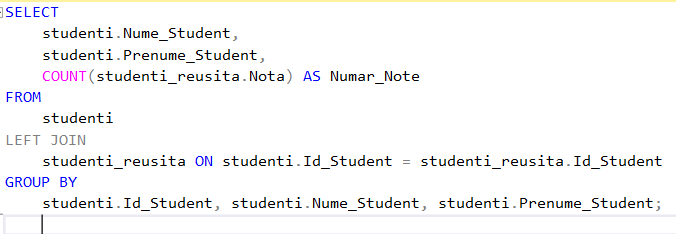 SELECT
studenti.Nume_Student,
studenti.Prenume_Student,
COUNT(studenti_reusita.Nota) AS Numar_Note
FROM
studenti
LEFT JOIN
studenti_reusita ON studenti.Id_Student = studenti_reusita.Id_Student
GROUP BY
studenti.Id_Student, studenti.Nume_Student, studenti.Prenume_Student;